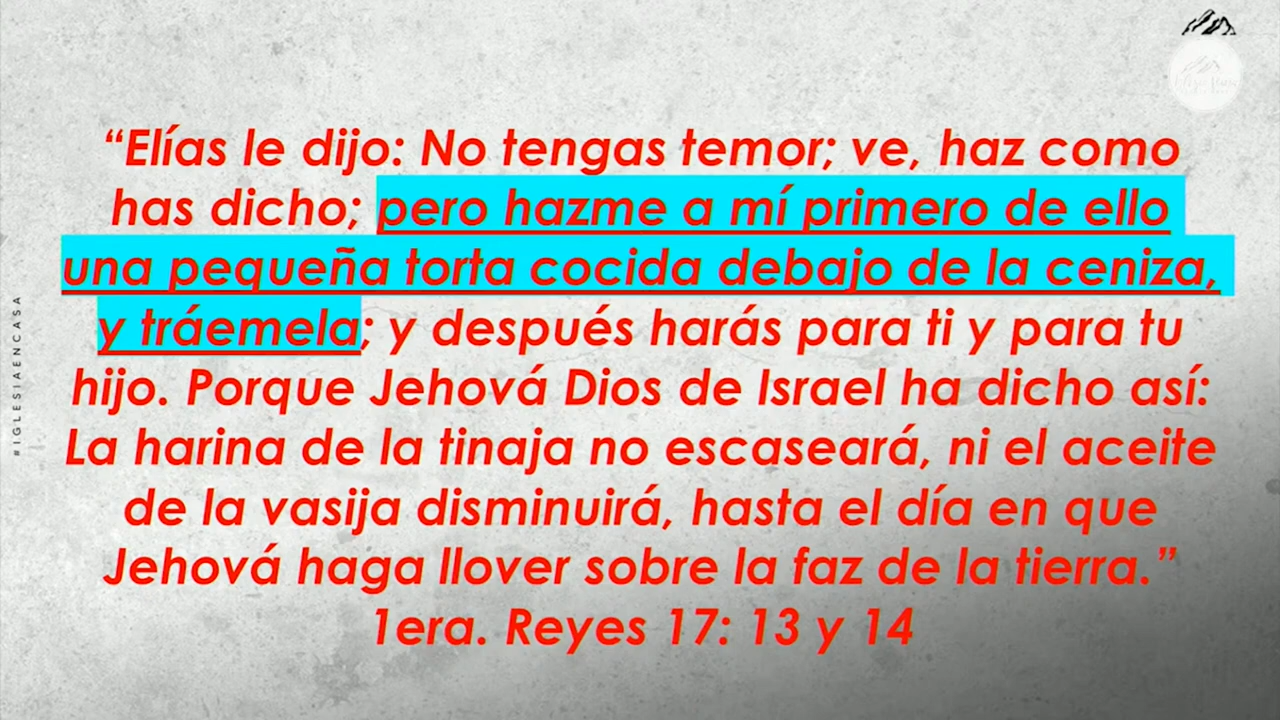 “Elías le dijo: No tengas temor; ve, haz como
has dicho; pero hazme a mí primero de ello
una pequeña torta cocida debajo de la ceniza,
y tráemela; y después harás para ti y para tu
hijo. Porque Jehová Dios de Israel ha dicho así:
La harina de la tinaja no escaseará, ni el aceite
de la vasija disminuirá, hasta el día en que
Jehová haga llover sobre la faz de la tierra.”
1era. Reyes 17: 13 y 14
#IGLESIAENCASA